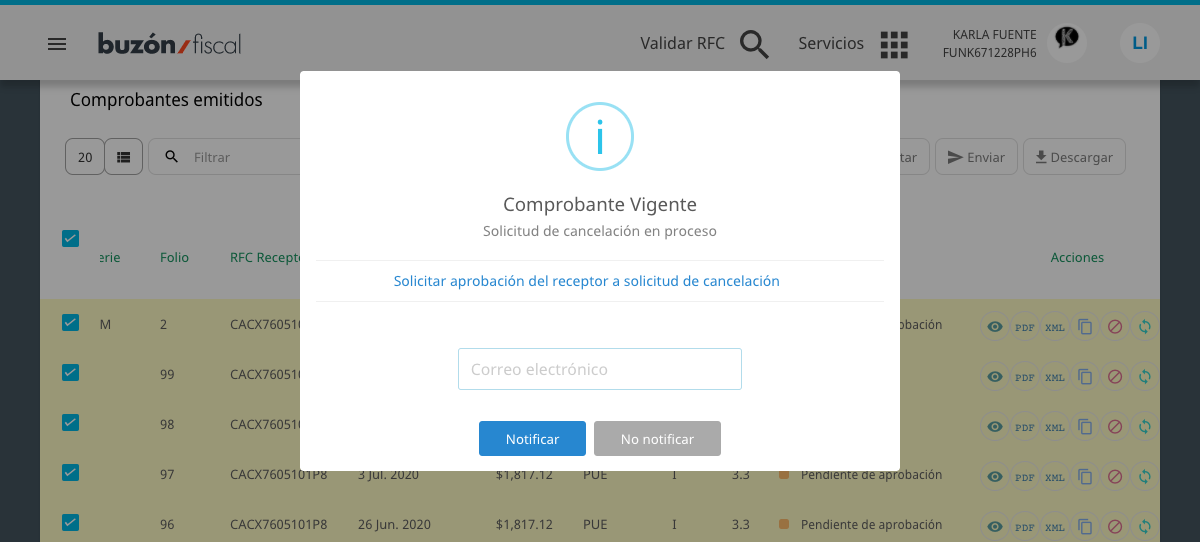 buzón/fiscal
Validar RFC
Servicios
KARLA FUENTE
FUNK671228PH6
LI
Comprobantes emitidos
20
Filtrar
Enviar
Descargar
Comprobante Vigente
Solicitud de cancelación en proceso
Solicitar aprobación del receptor a solicitud de cancelación
Correo electrónico
Notificar No notificar
erie Folio RFC Recept Acciones
M 2 CACX76051 PDF XML
99 CACX76051 PDF XML
98 CACX76051 PDF XML
97 CACX7605101P8 3 Jul. 2020 $1,817.12 PUE I 3.3 Pendiente de aprobación PDF XML
96 CACX7605101P8 26 Jun. 2020 $1,817.12 PUE I 3.3 Pendiente de aprobación PDF XML